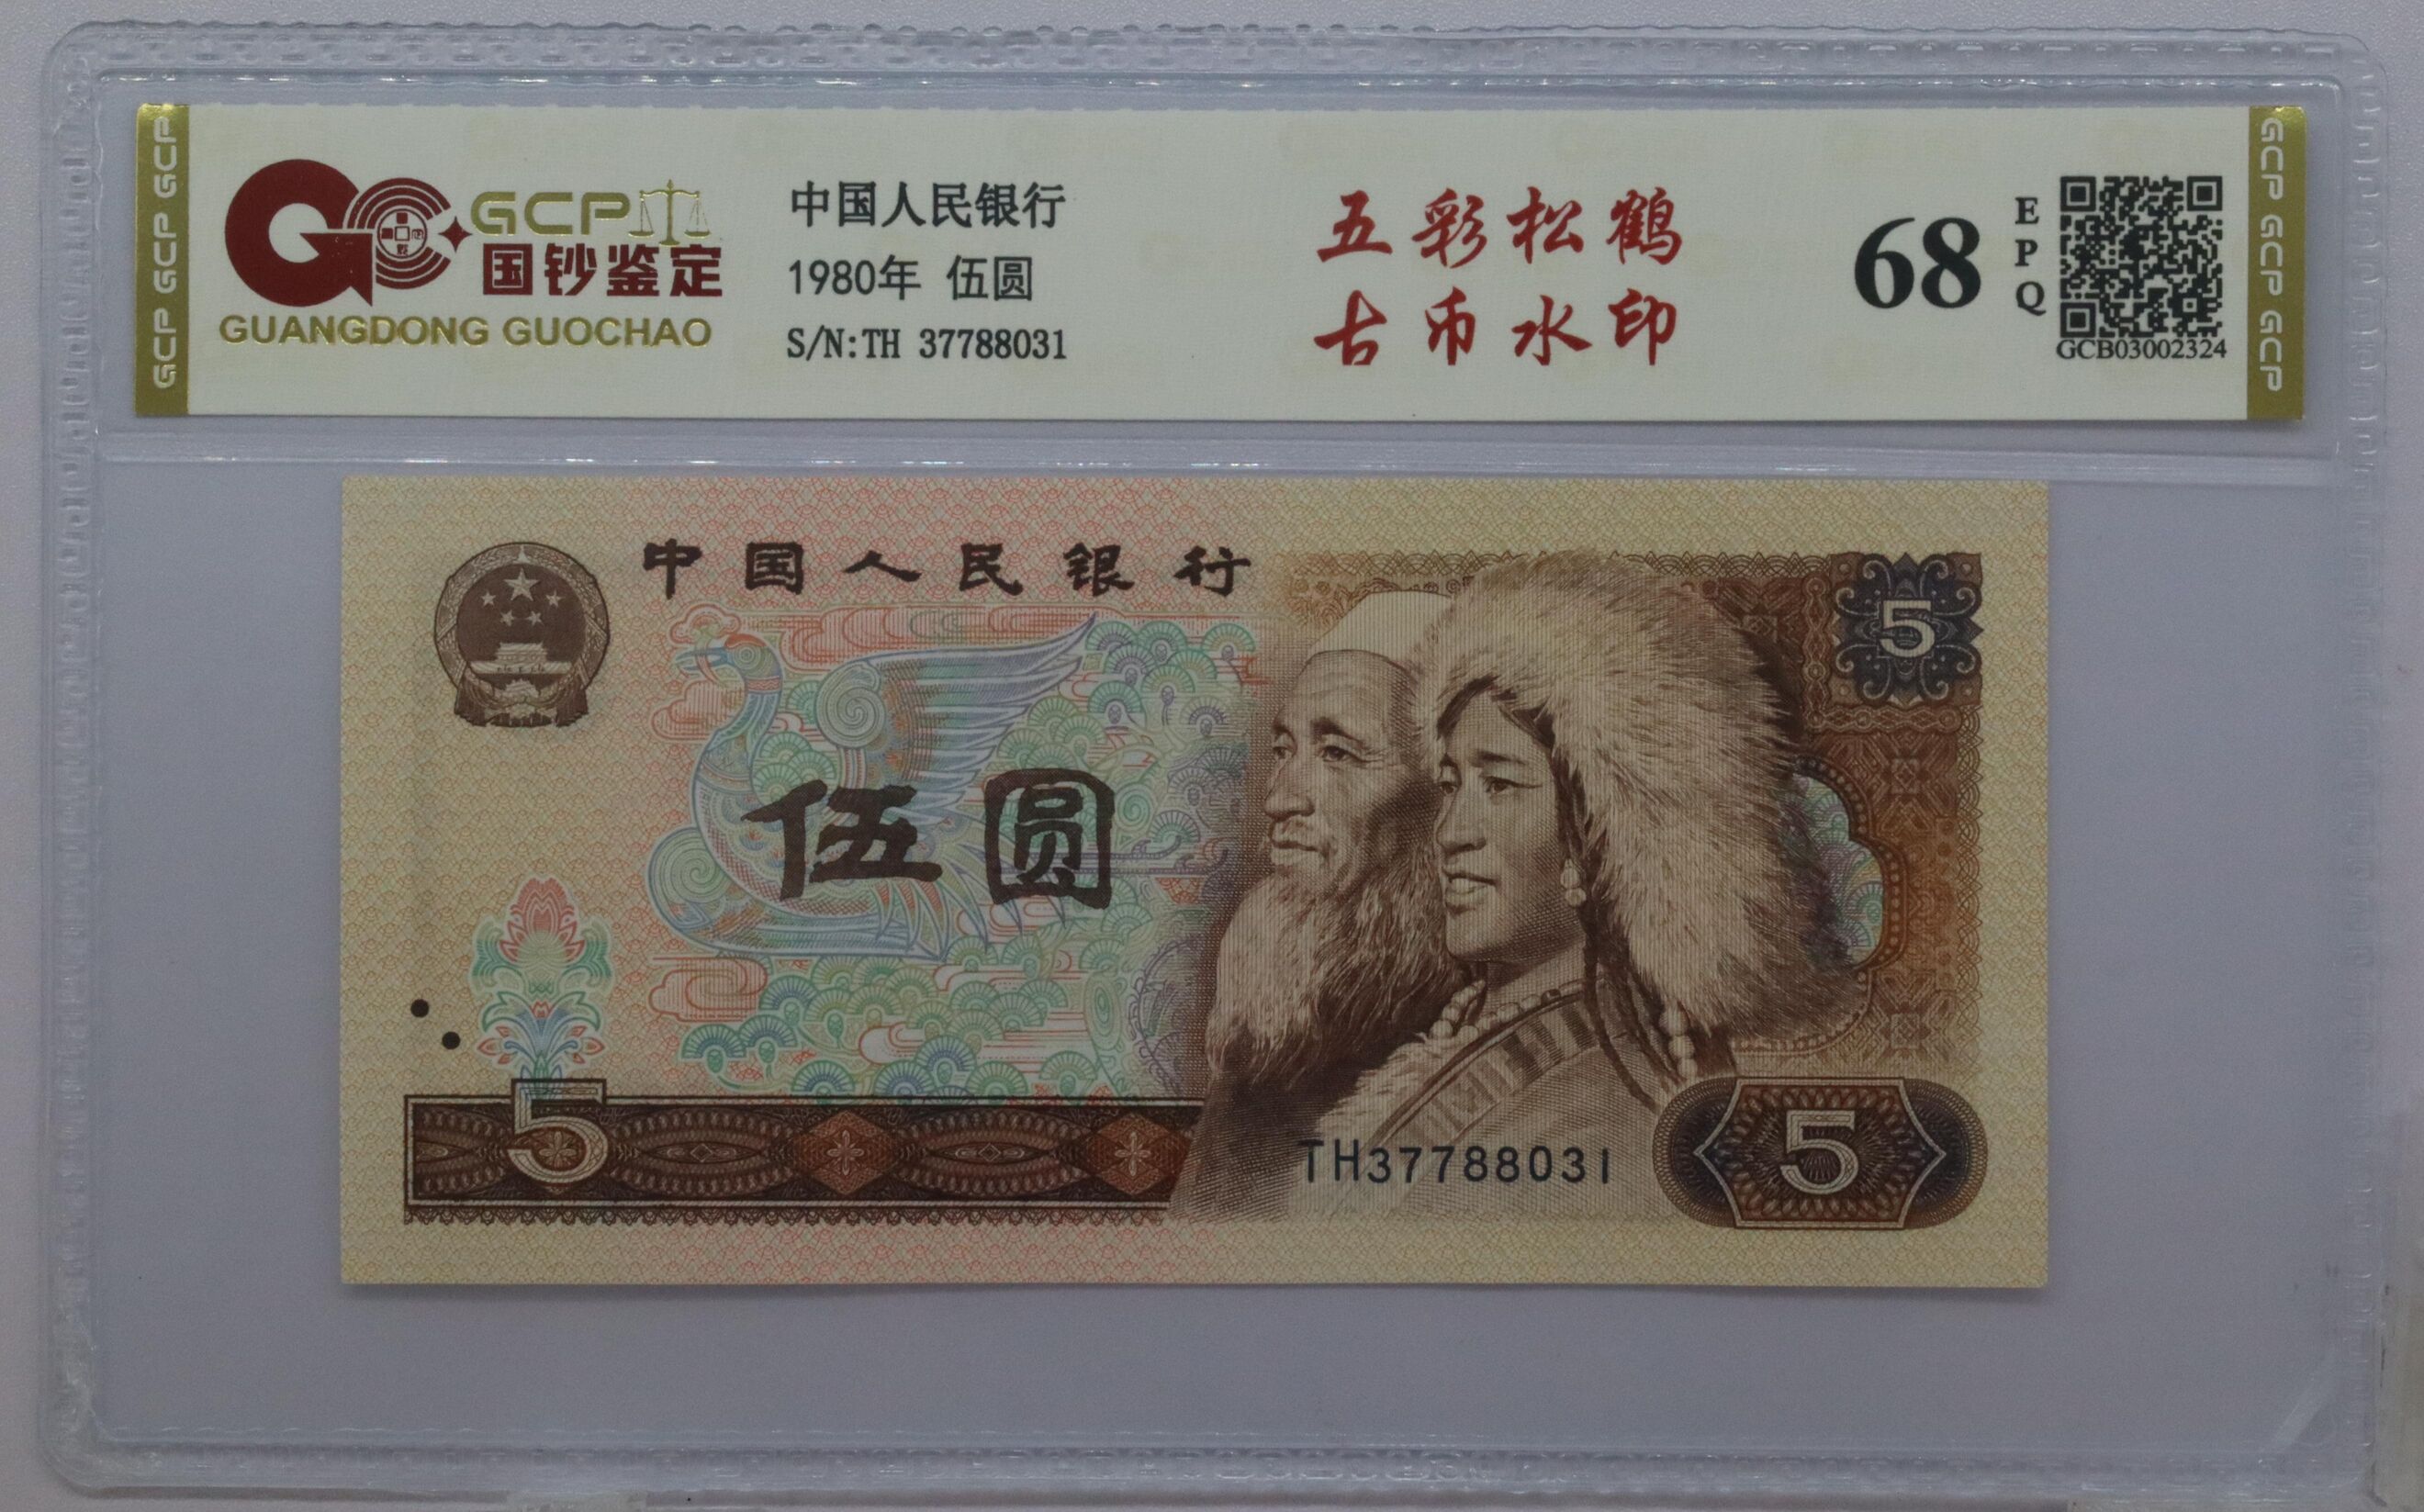 GCP GCP GCP
GCP
国钞鉴定
GUANGDONG GUOCHAO
中国人民银行
1980年 伍圆
S/N:TH 37788031
五彩松鹤
古币水印
68
EPQ
GCB03002324
GCP GCP GCP
中国人民银行
5
伍圆
5
TH37788031
5